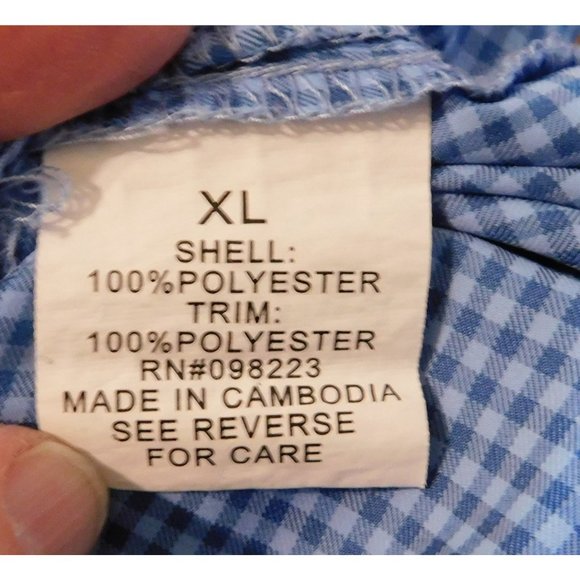 XL
SHELL:
100%POLYESTER
TRIM:
100%POLYESTER
RN#098223
MADE IN CAMBODIA
SEE REVERSE
FOR CARE